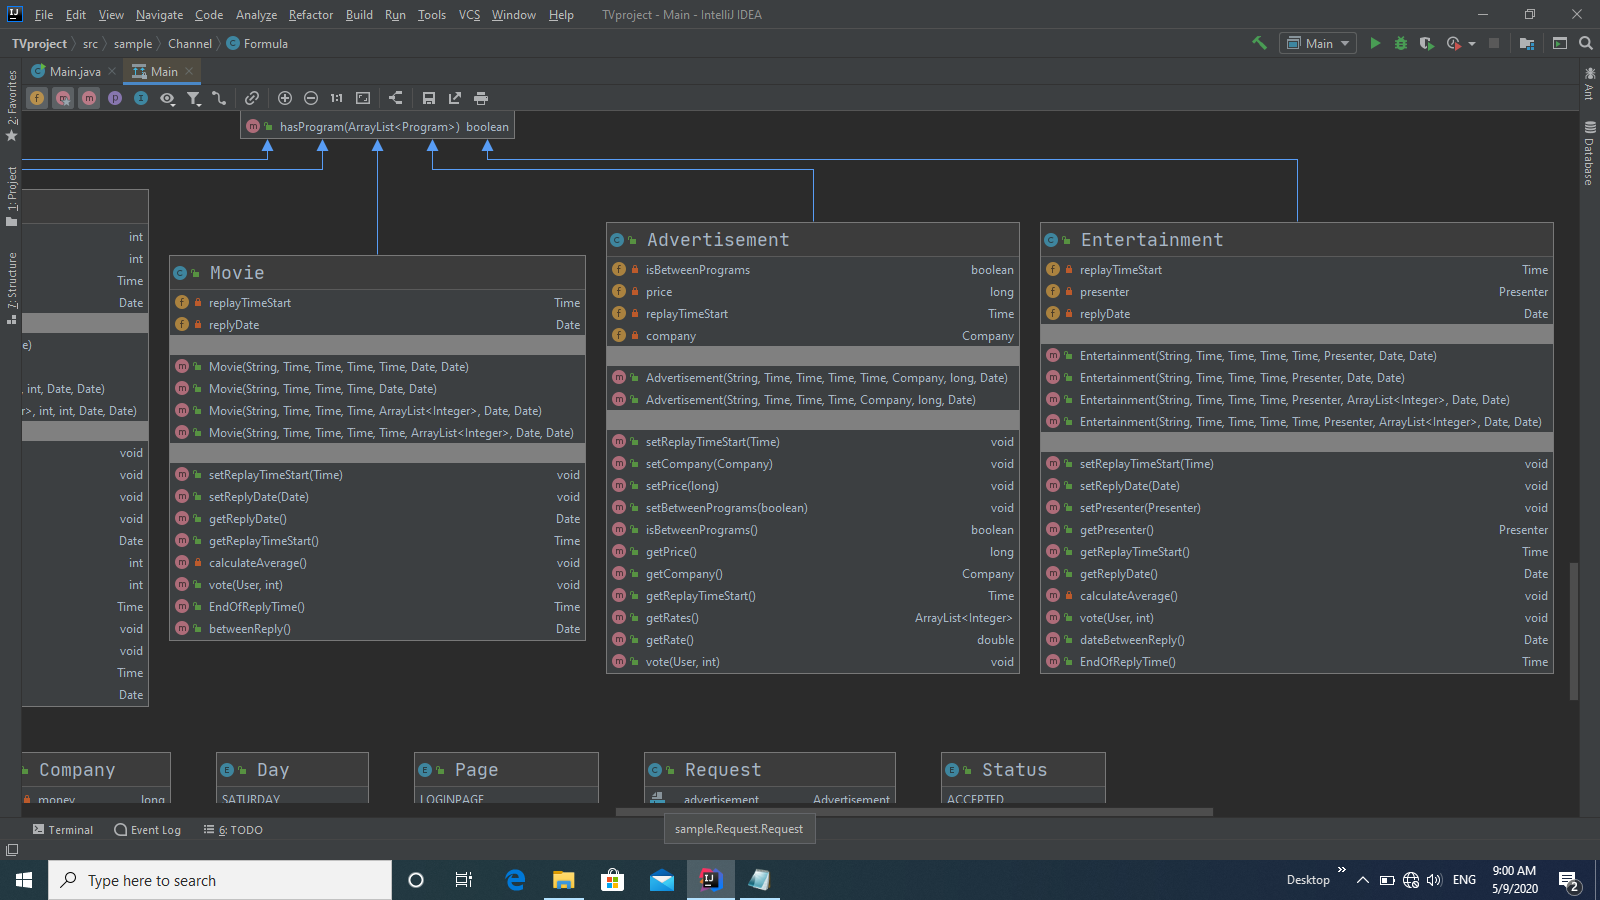 File Edit View Navigate Code Analyze Refactor Build Run Tools VCS Window Help TVproject - Main - IntelliJ IDEA
TVproject src sample Channel Formula Main
Main.java Main
2: Favorites
1: Project
7: Structure
Ant
Database
1:1
hasProgram(ArrayList<Program>) boolean
int
int
Time
Date
e)
, int, Date, Date)
r>, int, int, Date, Date)
void
void
void
void
Date
int
int
Time
void
void
Time
Date
Movie
replayTimeStart Time
replyDate Date
Movie(String, Time, Time, Time, Time, Date, Date)
Movie(String, Time, Time, Time, Date, Date)
Movie(String, Time, Time, Time, ArrayList<Integer>, Date, Date)
Movie(String, Time, Time, Time, Time, ArrayList<Integer>, Date, Date)
setReplayTimeStart(Time) void
setReplyDate(Date) void
getReplyDate() Date
getReplayTimeStart() Time
calculateAverage() void
vote(User, int) void
EndOfReplyTime() Time
betweenReply() Date
Advertisement
isBetweenPrograms boolean
price long
replayTimeStart Time
company Company
Advertisement(String, Time, Time, Time, Time, Company, long, Date)
Advertisement(String, Time, Time, Time, Company, long, Date)
setReplayTimeStart(Time) void
setCompany(Company) void
setPrice(long) void
setBetweenPrograms(boolean) void
isBetweenPrograms() boolean
getPrice() long
getCompany() Company
getReplayTimeStart() Time
getRates() ArrayList<Integer>
getRate() double
vote(User, int) void
Entertainment
replayTimeStart Time
presenter Presenter
replyDate Date
Entertainment(String, Time, Time, Time, Time, Presenter, Date, Date)
Entertainment(String, Time, Time, Time, Presenter, Date, Date)
Entertainment(String, Time, Time, Time, Presenter, ArrayList<Integer>, Date, Date)
Entertainment(String, Time, Time, Time, Time, Presenter, ArrayList<Integer>, Date, Date)
setReplayTimeStart(Time) void
setReplyDate(Date) void
setPresenter(Presenter) void
getPresenter() Presenter
getReplayTimeStart() Time
getReplyDate() Date
calculateAverage() void
vote(User, int) void
dateBetweenReply() Date
EndOfReplyTime() Time
Company
money long
Day
SATURDAY
Page
LOGINPAGE
Request
advertisement Advertisement
Status
ACCEPTED
sample.Request.Request
Terminal Event Log 6: TODO
Type here to search
Desktop ENG
9:00 AM
5/9/2020
2